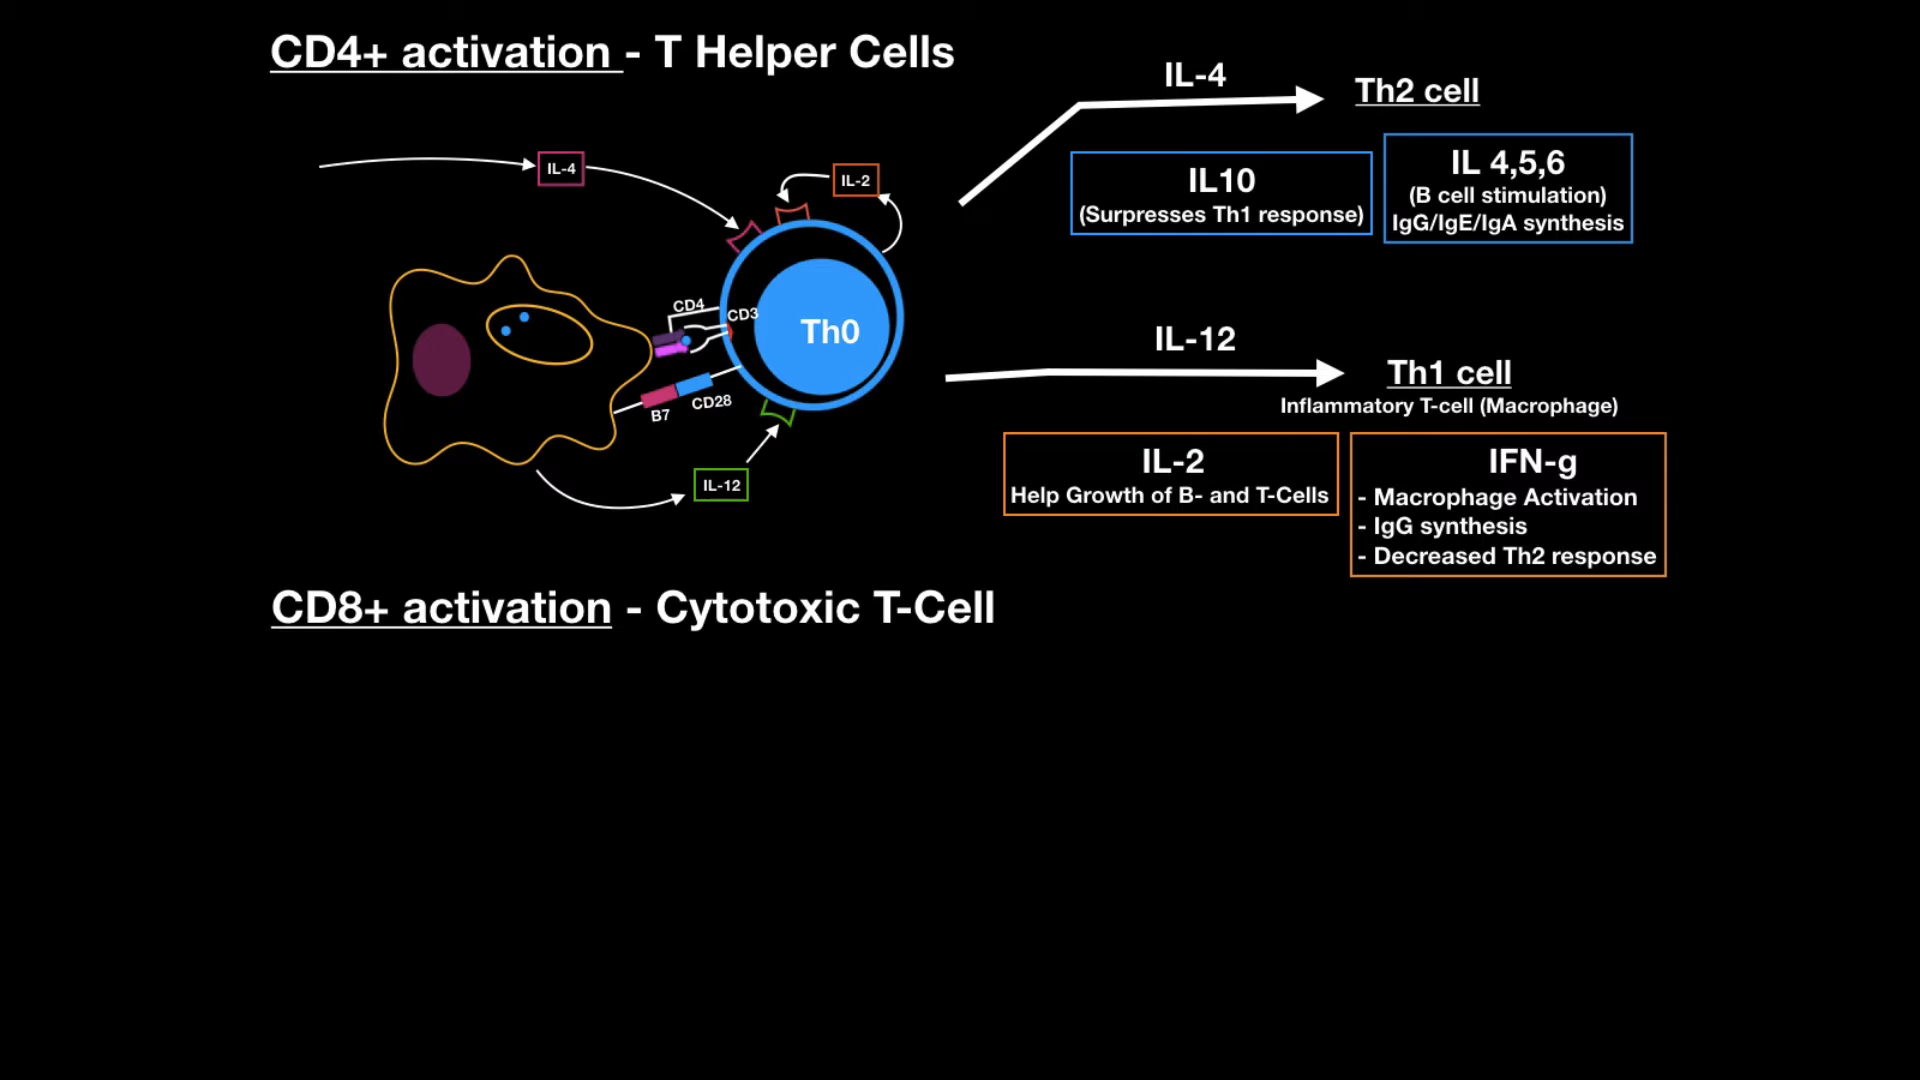 CD4+ activation - T Helper Cells
IL-4
Th2 cell
IL10
(Surpresses Th1 response)
IL 4,5,6
(B cell stimulation)
IgG/IgE/IgA synthesis
IL-4
IL-2
CD4
CD3
Th0
B7
CD28
IL-12
IL-12
Th1 cell
Inflammatory T-cell (Macrophage)
IL-2
Help Growth of B- and T-Cells
IFN-g
- Macrophage Activation
- IgG synthesis
- Decreased Th2 response
CD8+ activation - Cytotoxic T-Cell